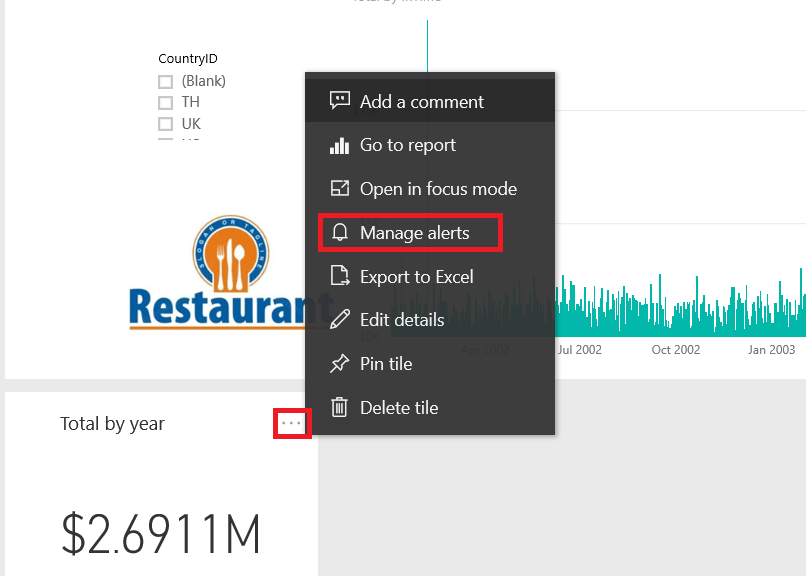 CountryID
(Blank)
TH
UK
SLOGAN OR TAGLINE
Restaurant
Add a comment
Go to report
Open in focus mode
Manage alerts
Export to Excel
Edit details
Pin tile
Delete tile
Apr 2002
Jul 2002
Oct 2002
Jan 2003
Total by year
$2.6911M